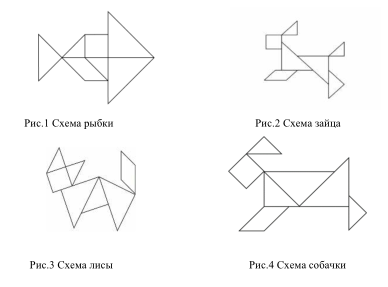 Рис.1 Схема рыбки
Рис.2 Схема зайца
Рис.3 Схема лисы
Рис.4 Схема собачки